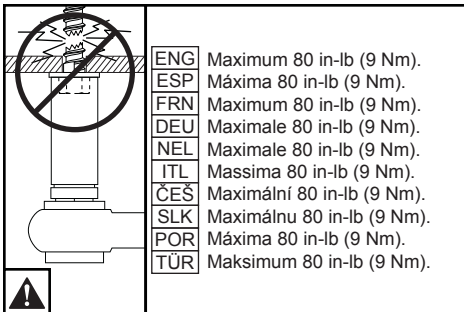 ENG Maximum 80 in-lb (9 Nm).
ESP Máxima 80 in-lb (9 Nm).
FRN Maximum 80 in-lb (9 Nm).
DEU Maximale 80 in-lb (9 Nm).
NEL Maximale 80 in-lb (9 Nm).
ITL Massima 80 in-lb (9 Nm).
ČEŠ Maximální 80 in-lb (9 Nm).
SLK Maximálnu 80 in-lb (9 Nm).
POR Máxima 80 in-lb (9 Nm).
TÜR Maksimum 80 in-lb (9 Nm).